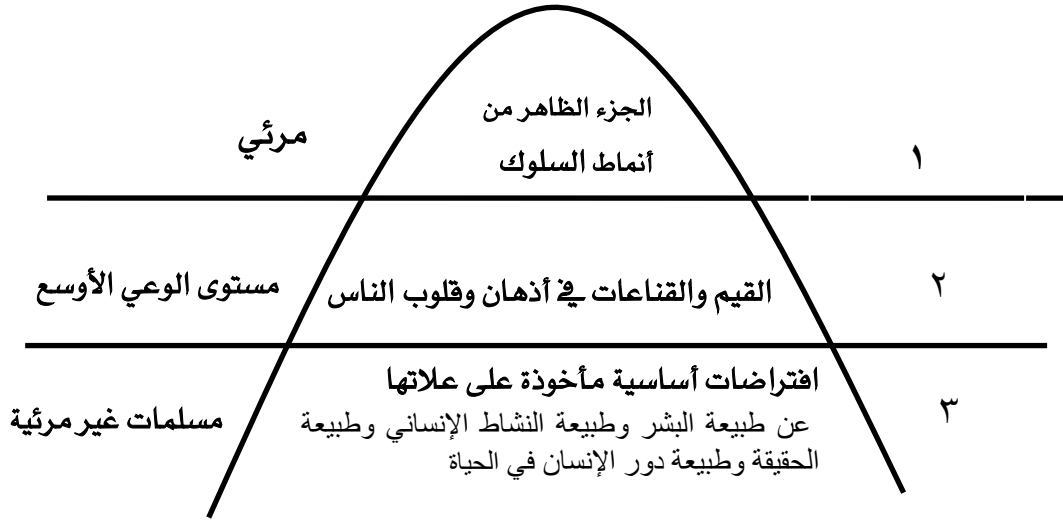 الجزء الظاهر من
أنماط السلوك
مرئي
١
القيم والقناعات في أذهان وقلوب الناس
مستوى الوعي الأوسع
٢
افتراضات أساسية مأخوذة على علاتها
عن طبيعة البشر وطبيعة النشاط الإنساني وطبيعة
الحقيقة وطبيعة دور الإنسان في الحياة
مسلمات غير مرئية
٣